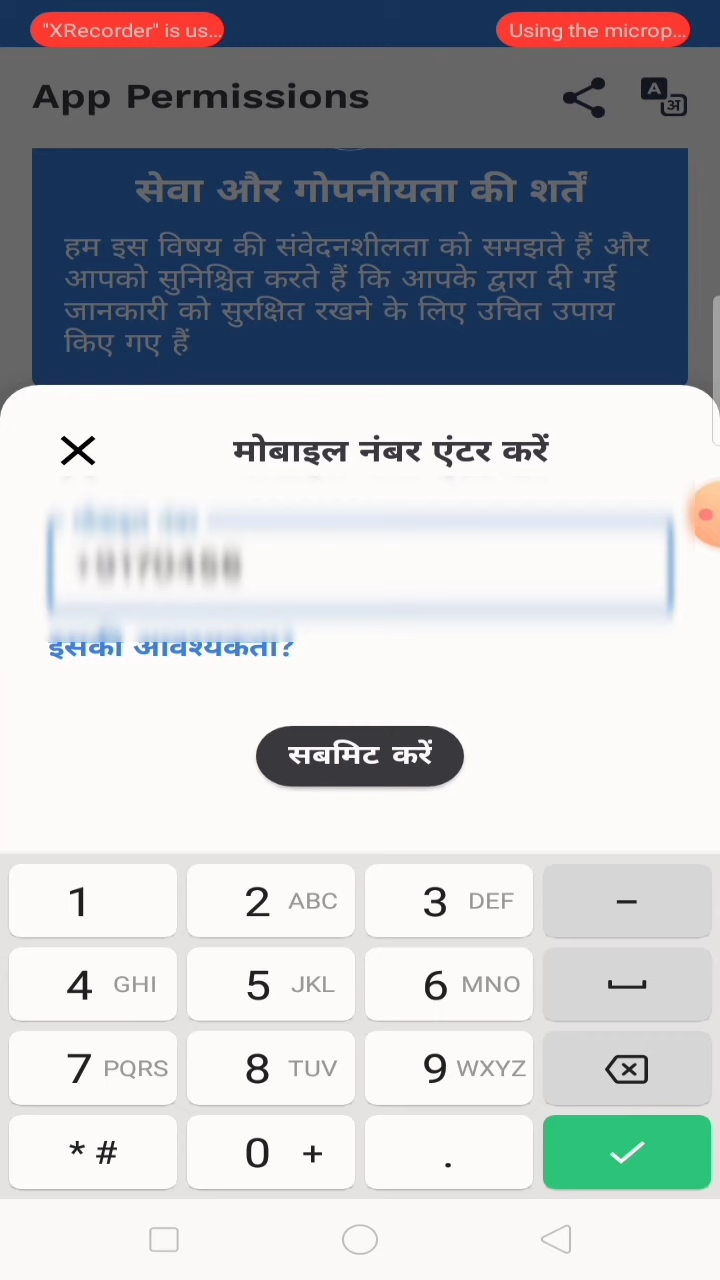 "XRecorder" is us...
Using the microp...
App Permissions
A
अ
सेवा और गोपनीयता की शर्तें
हम इस विषय की संवेदनशीलता को समझते हैं और
आपको सुनिश्चित करते हैं कि आपके द्वारा दी गई
जानकारी को सुरक्षित रखने के लिए उचित उपाय
किए गए हैं
मोबाइल नंबर एंटर करें
इसकी आवश्यकता?
सबमिट करें
1
2 ABC
3 DEF
–
4 GHI
5 JKL
6 MNO
7 PQRS
8 TUV
9 WXYZ
* #
0 +
.